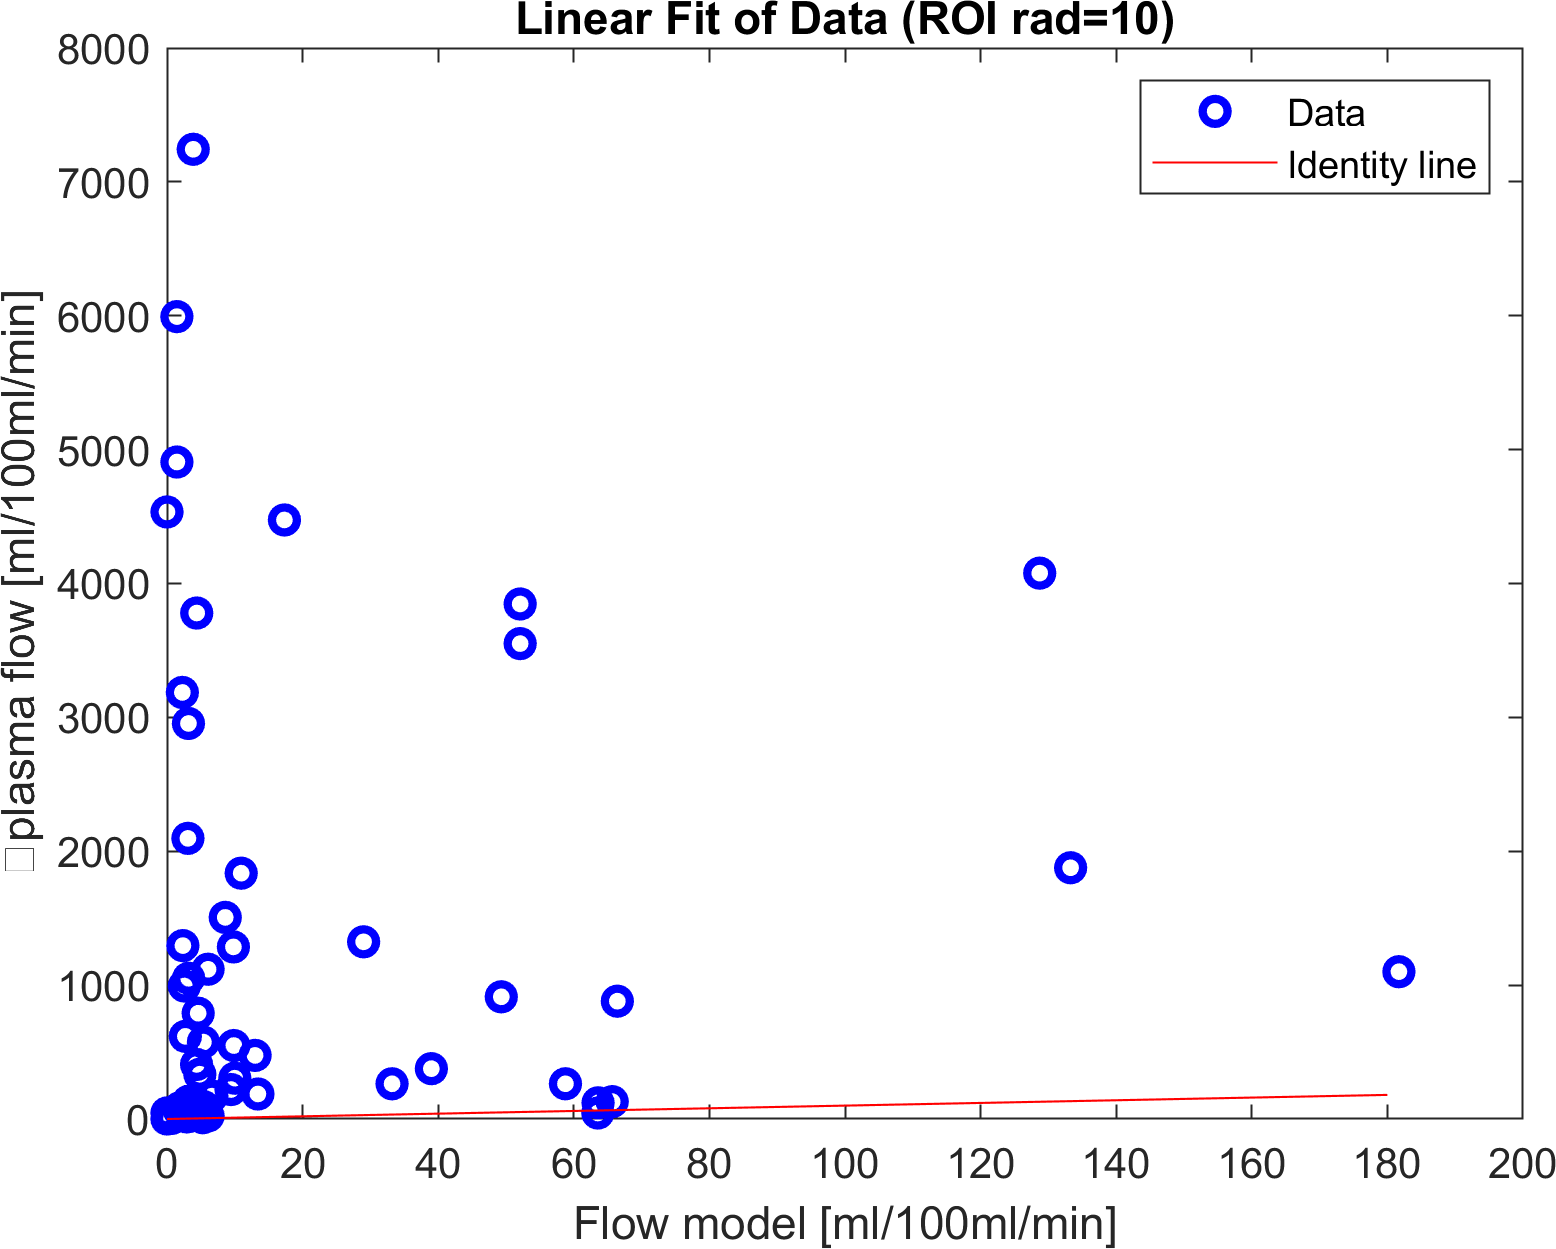 Linear Fit of Data (ROI rad=10)
8000
7000
6000
5000
4000
3000
2000
1000
0
□plasma flow [ml/100ml/min]
Data
Identity line
0 20 40 60 80 100 120 140 160 180 200
Flow model [ml/100ml/min]